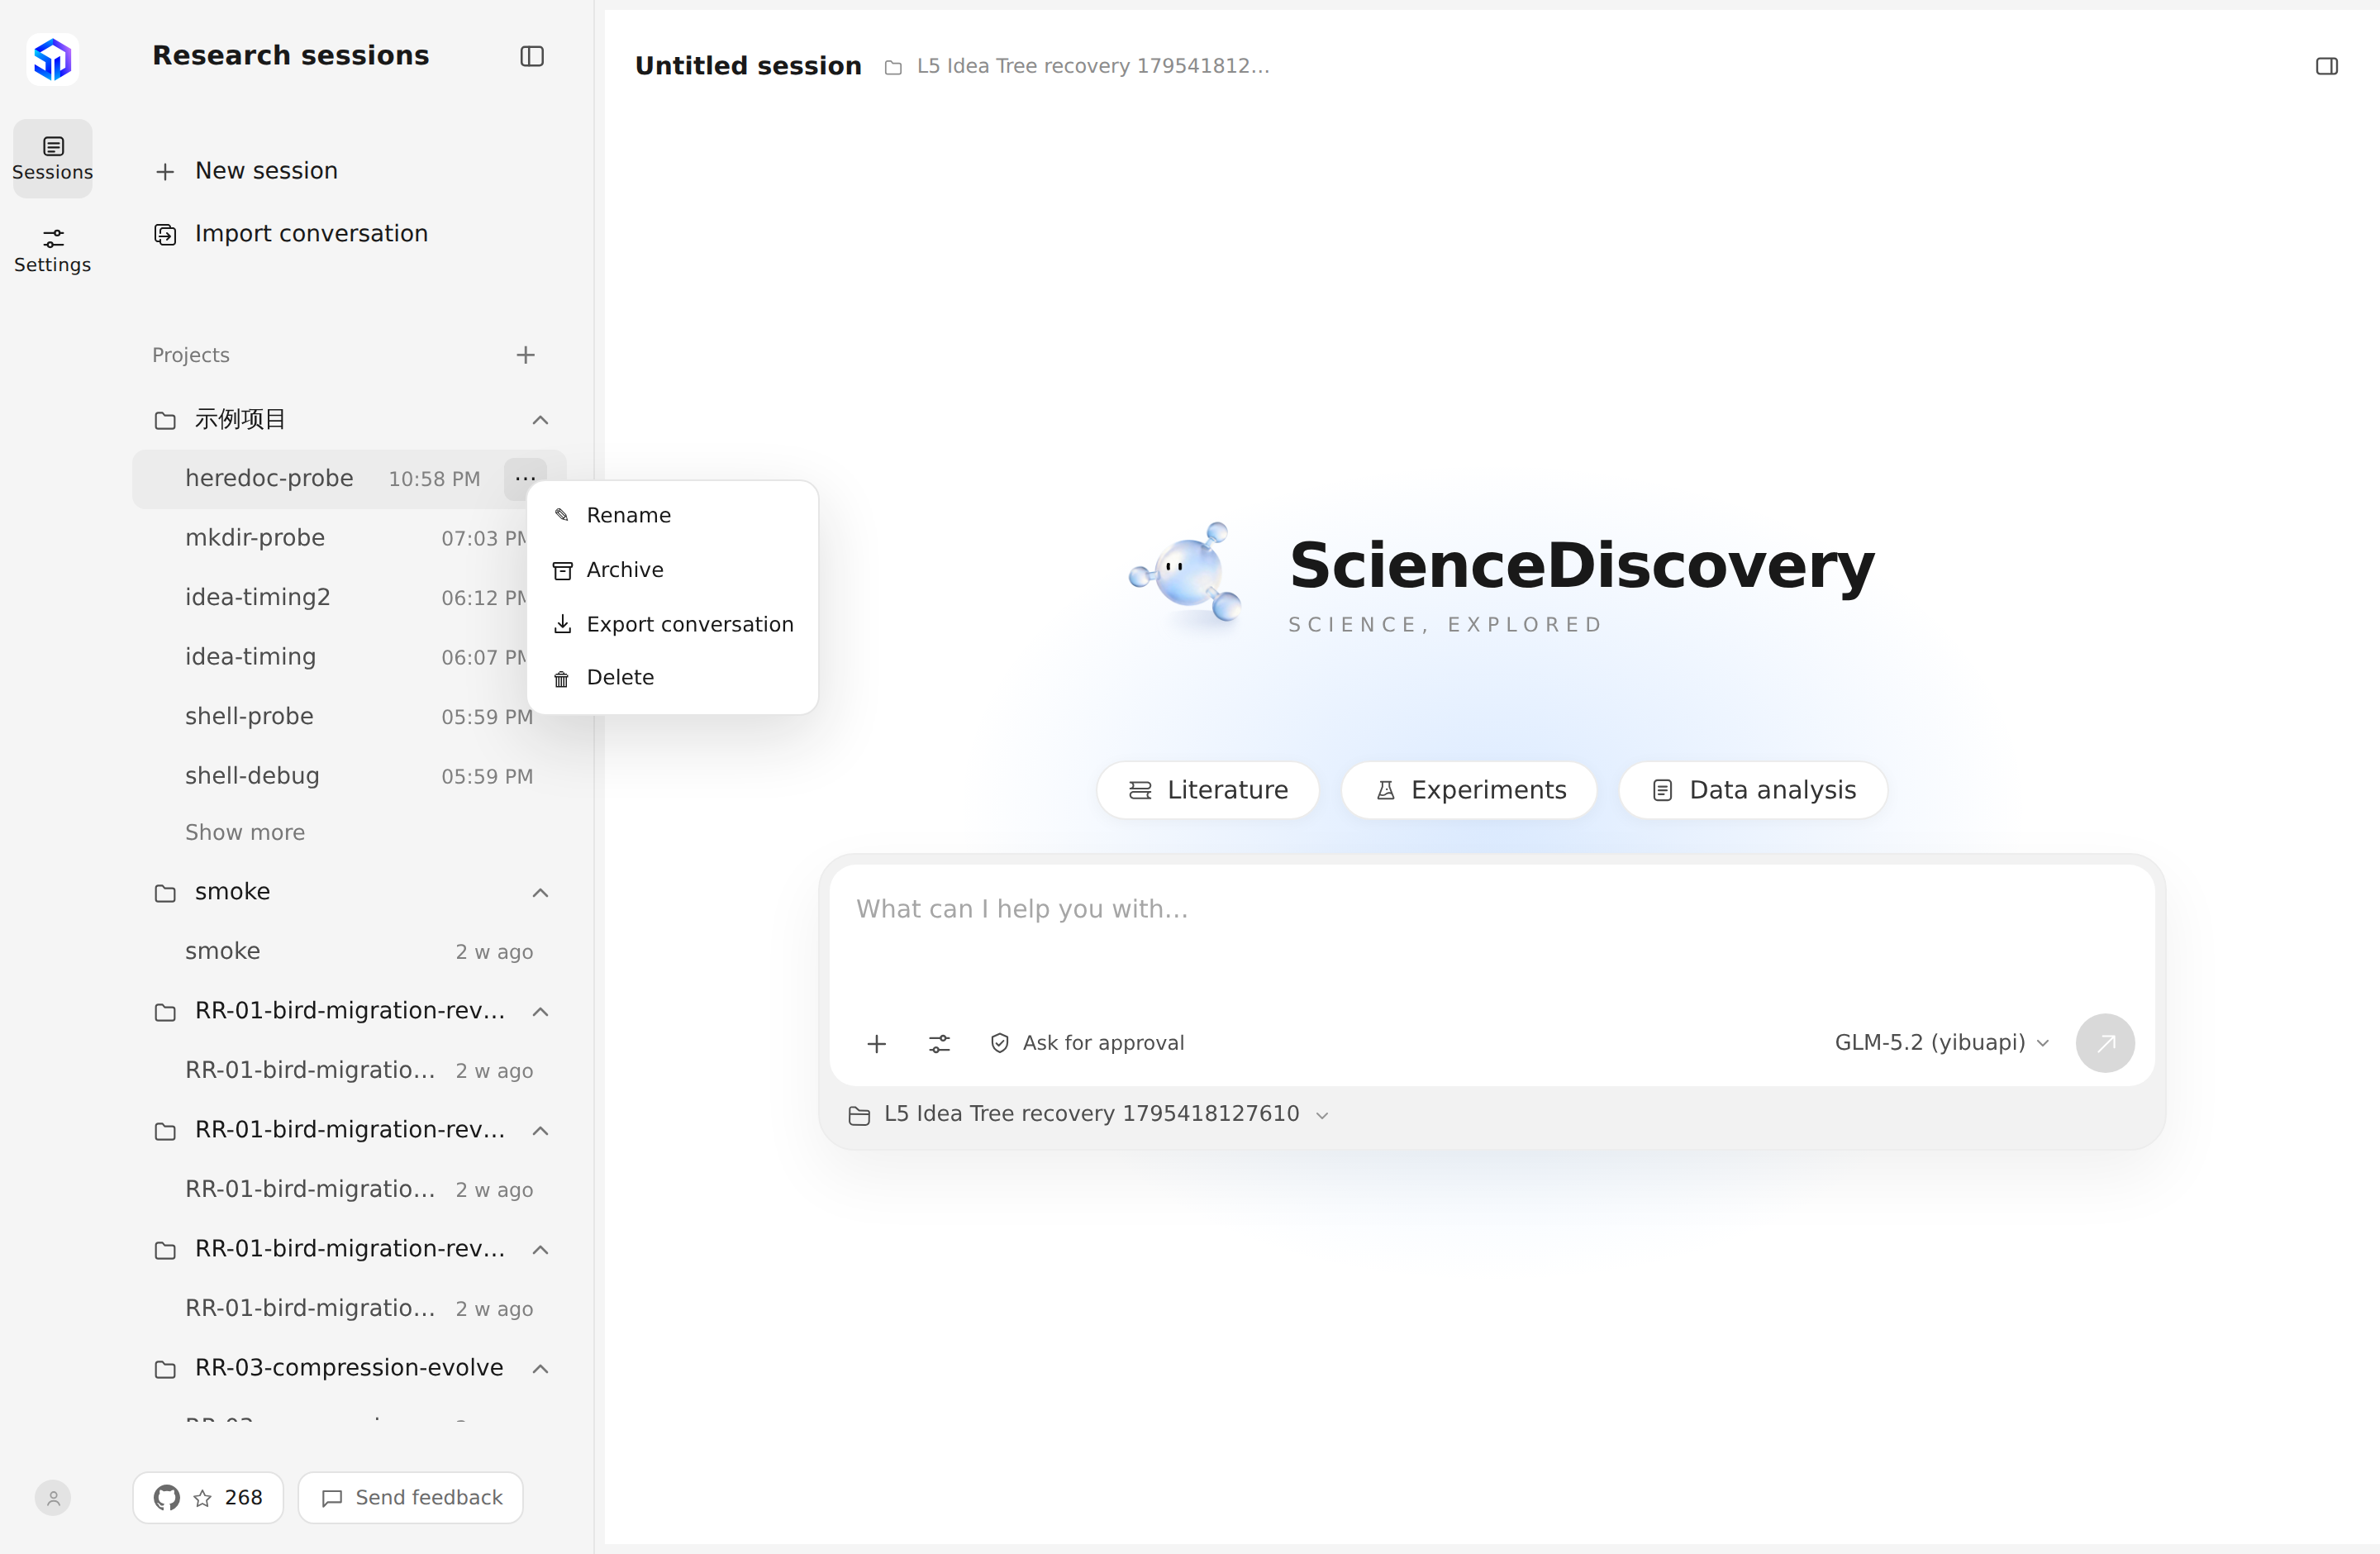 Research sessions
Sessions
Settings
New session
Import conversation
Projects
示例项目
heredoc-probe 10:58 PM ...
mkdir-probe 07:03 PM
idea-timing2 06:12 PM
idea-timing 06:07 PM
shell-probe 05:59 PM
shell-debug 05:59 PM
Show more
smoke
smoke 2 w ago
RR-01-bird-migration-rev...
RR-01-bird-migratio... 2 w ago
RR-01-bird-migration-rev...
RR-01-bird-migratio... 2 w ago
RR-01-bird-migration-rev...
RR-01-bird-migratio... 2 w ago
RR-03-compression-evolve
268
Send feedback
Rename
Archive
Export conversation
Delete
Untitled session L5 Idea Tree recovery 179541812...
ScienceDiscovery
SCIENCE, EXPLORED
Literature Experiments Data analysis
What can I help you with...
Ask for approval GLM-5.2 (yibuapi)
L5 Idea Tree recovery 1795418127610